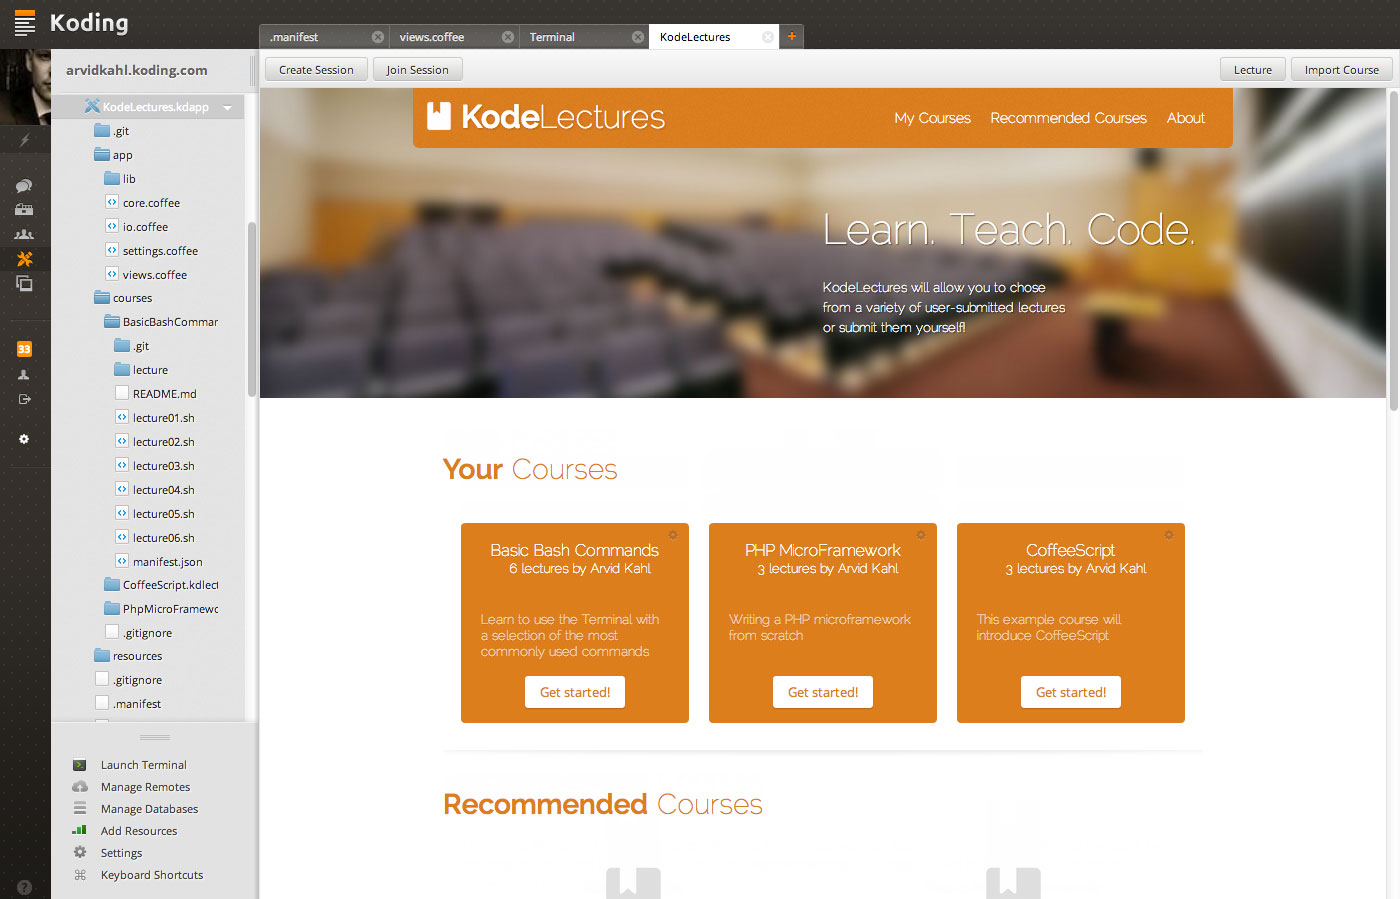 Koding
.manifest
views.coffee
Terminal
KodeLectures
+
arvidkahl.koding.com
Create Session
Join Session
Lecture
Import Course
KodeLectures.kdapp
.git
app
lib
core.coffee
io.coffee
settings.coffee
views.coffee
courses
BasicBashCommar
.git
lecture
README.md
lecture01.sh
lecture02.sh
lecture03.sh
lecture04.sh
lecture05.sh
lecture06.sh
manifest.json
CoffeeScript.kdlect
PhpMicroFramewc
.gitignore
resources
.gitignore
.manifest
33
Launch Terminal
Manage Remotes
Manage Databases
Add Resources
Settings
Keyboard Shortcuts
?
KodeLectures
My Courses
Recommended Courses
About
Learn. Teach. Code.
KodeLectures will allow you to chose
from a variety of user-submitted lectures
or submit them yourself!
Your Courses
Basic Bash Commands
6 lectures by Arvid Kahl
Learn to use the Terminal with
a selection of the most
commonly used commands
Get started!
PHP MicroFramework
3 lectures by Arvid Kahl
Writing a PHP microframework
from scratch
Get started!
CoffeeScript
3 lectures by Arvid Kahl
This example course will
introduce CoffeeScript
Get started!
Recommended Courses